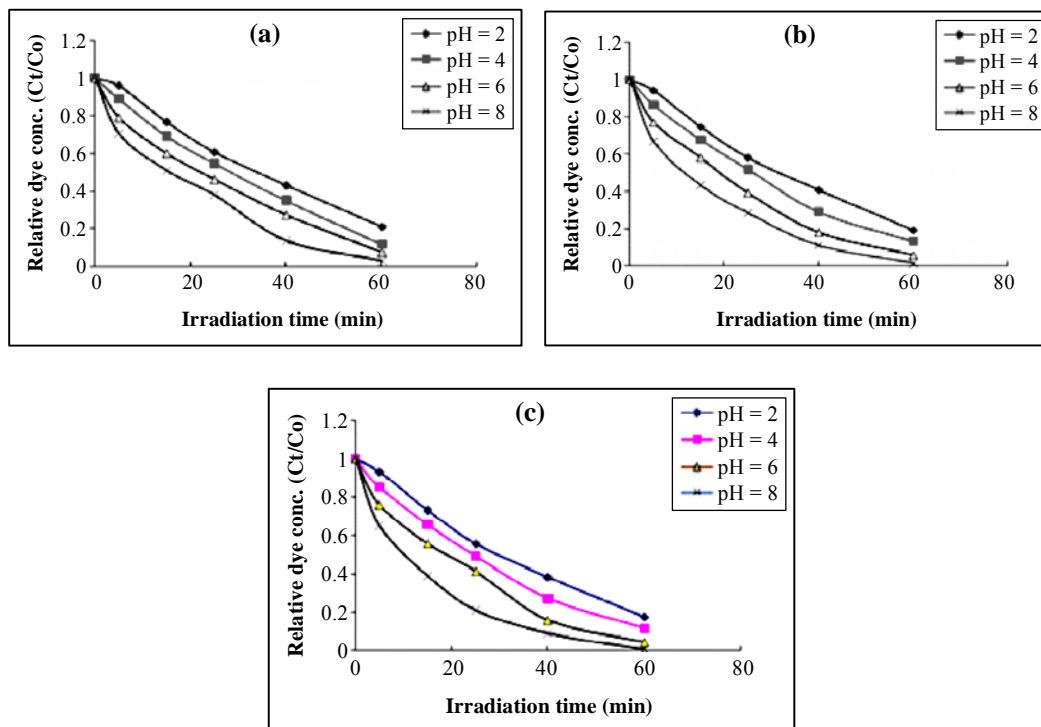 (a)
1.2
1
0.8
0.6
0.4
0.2
0
0 20 40 60 80
Relative dye conc. (Ct/Co)
Irradiation time (min)
pH = 2
pH = 4
pH = 6
pH = 8
(b)
1.2
1
0.8
0.6
0.4
0.2
0
0 20 40 60 80
Relative dye conc. (Ct/Co)
Irradiation time (min)
pH = 2
pH = 4
pH = 6
pH = 8
(c)
1.2
1
0.8
0.6
0.4
0.2
0
0 20 40 60 80
Relative dye conc. (Ct/Co)
Irradiation time (min)
pH = 2
pH = 4
pH = 6
pH = 8